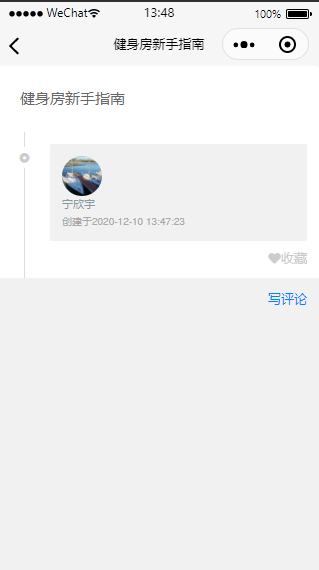 WeChat 13:48 100%
健身房新手指南
健身房新手指南
宁欣宇
创建于2020-12-10 13:47:23
收藏
写评论